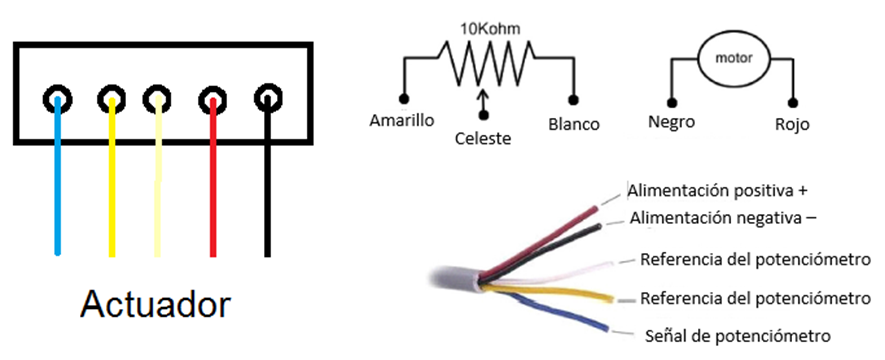 10Kohm
motor
Amarillo
Celeste
Blanco
Negro
Rojo
Alimentación positiva +
Alimentación negativa –
Referencia del potenciómetro
Referencia del potenciómetro
Señal de potenciómetro
Actuador